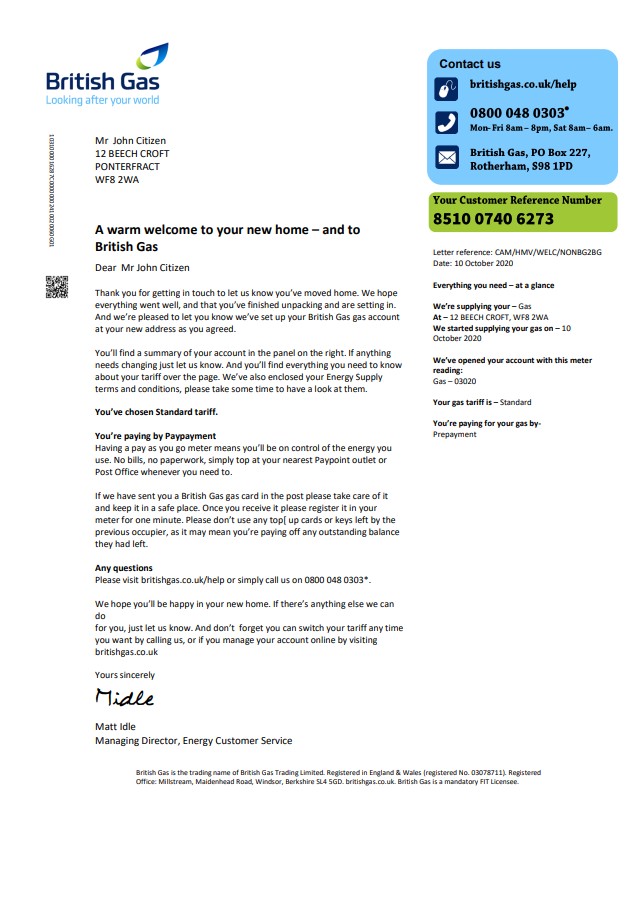 British Gas
Looking after your world
Mr  John Citizen
12 BEECH CROFT
PONTERFRACT
WF8 2WA
A warm welcome to your new home – and to
British Gas
Dear  Mr John Citizen
Thank you for getting in touch to let us know you've moved home. We hope
everything went well, and that you've finished unpacking and are setting in.
And we're pleased to let you know we've set up your British Gas gas account
at your new address as you agreed.
You'll find a summary of your account in the panel on the right. If anything
needs changing just let us know. And you'll find everything you need to know
about your tariff over the page. We've also enclosed your Energy Supply
terms and conditions, please take some time to have a look at them.
You've chosen Standard tariff.
You're paying by Paypayment
Having a pay as you go meter means you'll be on control of the energy you
use. No bills, no paperwork, simply top at your nearest Paypoint outlet or
Post Office whenever you need to.
If we have sent you a British Gas gas card in the post please take care of it
and keep it in a safe place. Once you receive it please register it in your
meter for one minute. Please don't use any top[ up cards or keys left by the
previous occupier, as it may mean you're paying off any outstanding balance
they had left.
Any questions
Please visit britishgas.co.uk/help or simply call us on 0800 048 0303*.
We hope you'll be happy in your new home. If there's anything else we can
do
for you, just let us know. And don't  forget you can switch your tariff any time
you want by calling us, or if you manage your account online by visiting
britishgas.co.uk
Yours sincerely
Midle
Matt Idle
Managing Director, Energy Customer Service
Contact us
britishgas.co.uk/help
0800 048 0303*
Mon- Fri 8am – 8pm, Sat 8am – 6am.
British Gas, PO Box 227,
Rotherham, S98 1PD
Your Customer Reference Number
8510 0740 6273
Letter reference: CAM/HMV/WELC/NONBG2BG
Date: 10 October 2020
Everything you need – at a glance
We're supplying your – Gas
At – 12 BEECH CROFT, WF8 2WA
We started supplying your gas on – 10
October 2020
We've opened your account with this meter
reading:
Gas – 03020
Your gas tariff is – Standard
You're paying for your gas by-
Prepayment
British Gas is the trading name of British Gas Trading Limited. Registered in England & Wales (registered No. 03078711). Registered
Office: Millstream, Maidenhead Road, Windsor, Berkshire SL4 5GD. britishgas.co.uk. British Gas is a mandatory FIT Licensee.